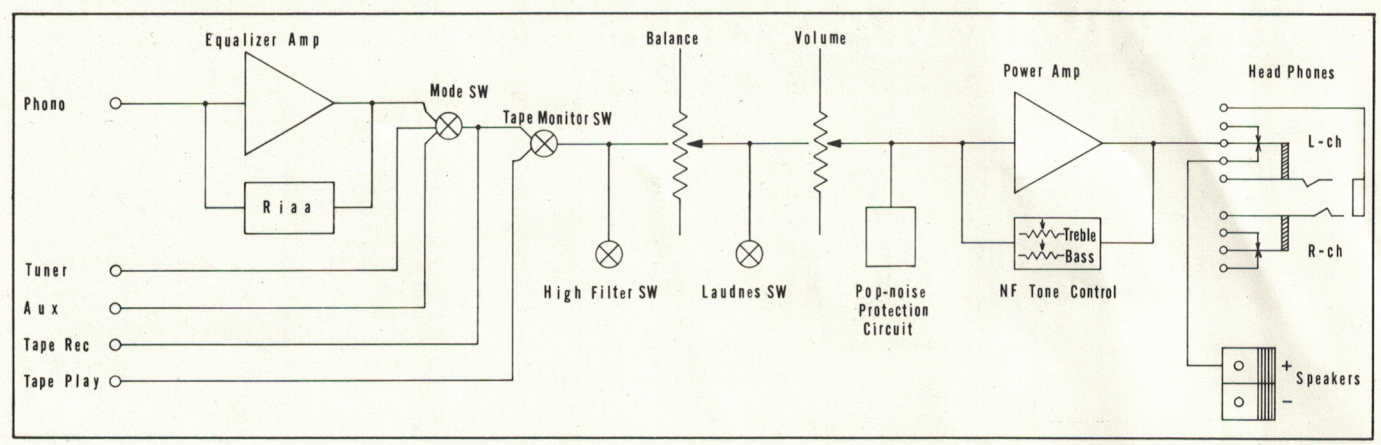 Equalizer Amp
Phono
Riaa
Mode SW
Tape Monitor SW
Tuner
Aux
Tape Rec
Tape Play
High Filter SW
Balance
Laudnes SW
Volume
Pop-noise
Protection
Circuit
Power Amp
Treble
Bass
NF Tone Control
Head Phones
L-ch
R-ch
+
Speakers
−